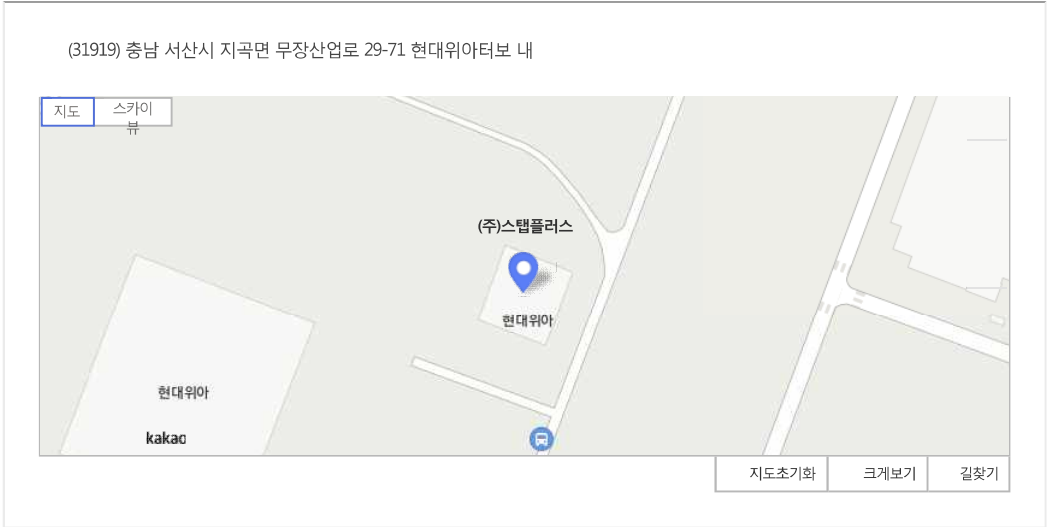 (31919) 충남 서산시 지곡면 무장산업로 29-71 현대위아터보 내
지도
스카이
뷰
(주)스탭플러스
현대위아
현대위아
kakao
지도초기화
크게보기
길찾기